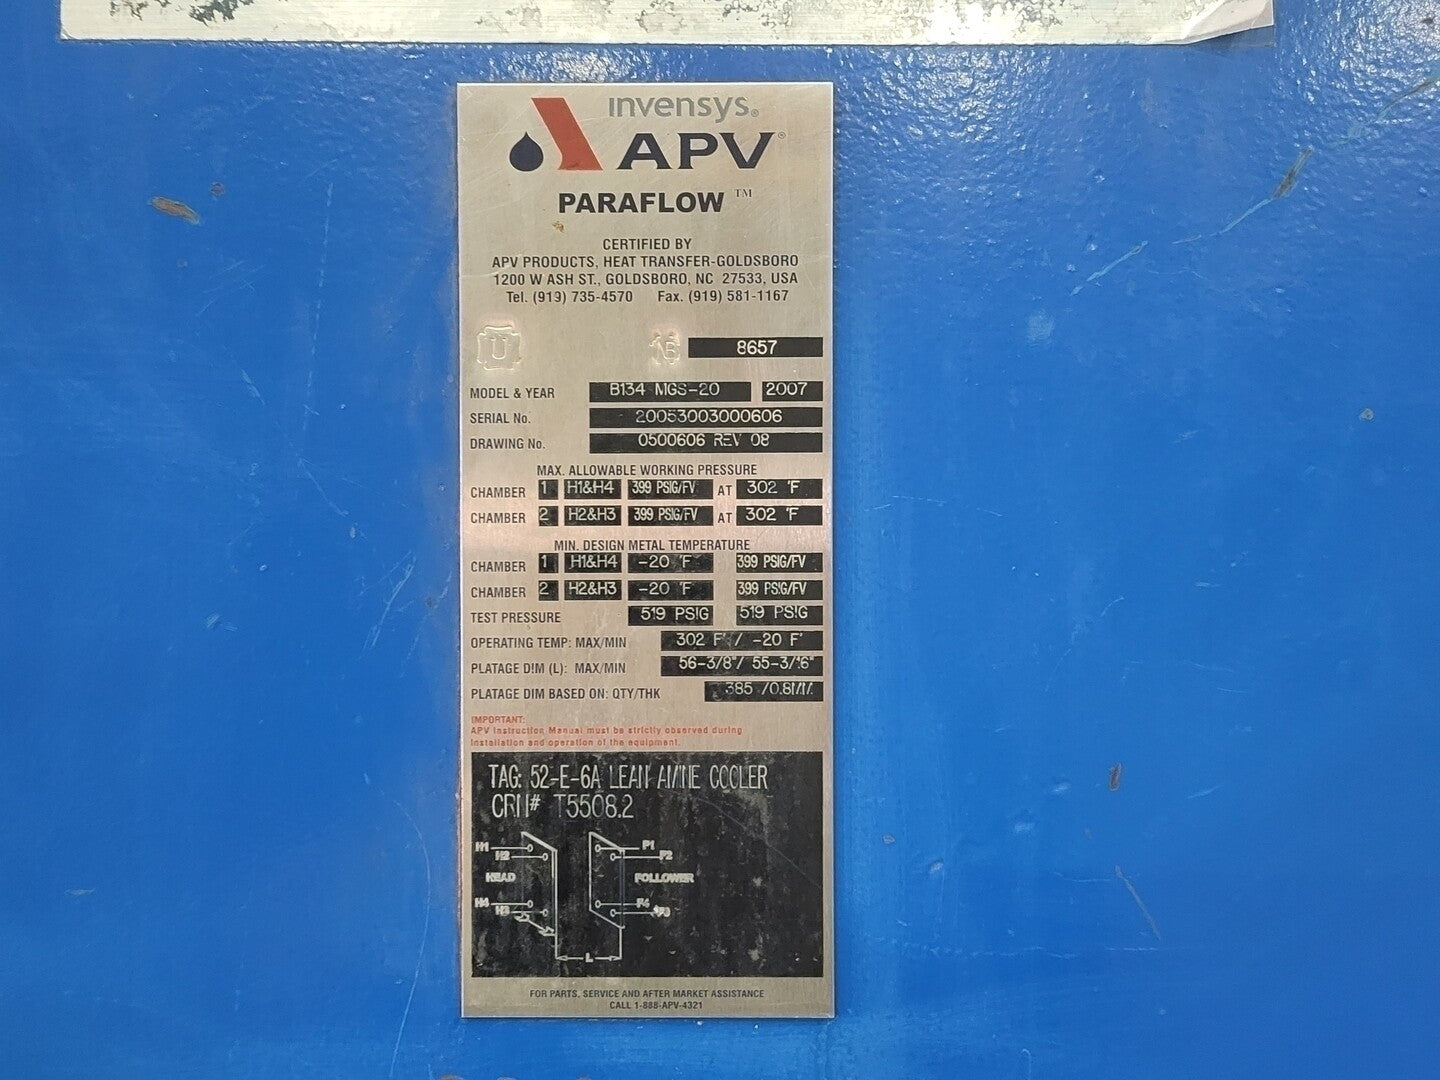 invensys®
APV®
PARAFLOW™
CERTIFIED BY
APV PRODUCTS, HEAT TRANSFER-GOLDSBORO
1200 W ASH ST., GOLDSBORO, NC 27533, USA
Tel. (919) 735-4570 Fax. (919) 581-1167
U NB 8657
MODEL & YEAR B134 MGS-20 2007
SERIAL No. 20053003000606
DRAWING No. 0500606 REV 08
MAX. ALLOWABLE WORKING PRESSURE
CHAMBER 1 H1&H4 399 PSIG/FV AT 302 °F
CHAMBER 2 H2&H3 399 PSIG/FV AT 302 °F
MIN. DESIGN METAL TEMPERATURE
CHAMBER 1 H1&H4 -20 °F 399 PSIG/FV
CHAMBER 2 H2&H3 -20 °F 399 PSIG/FV
TEST PRESSURE 519 PSIG 519 PSIG
OPERATING TEMP: MAX/MIN 302 F° / -20 F°
PLATAGE DIM (L): MAX/MIN 56-3/8"/ 55-3/16"
PLATAGE DIM BASED ON: QTY/THK 385 /0.8MM
IMPORTANT:
APV Instruction Manual must be strictly observed during
installation and operation of the equipment.
TAG: 52-E-6A LEAN AMINE COOLER
CRN# T5508.2
H1 F1
H2 F2
HEAD FOLLOWER
H4 F4
H3 F3
L
FOR PARTS, SERVICE AND AFTER MARKET ASSISTANCE
CALL 1-888-APV-4321